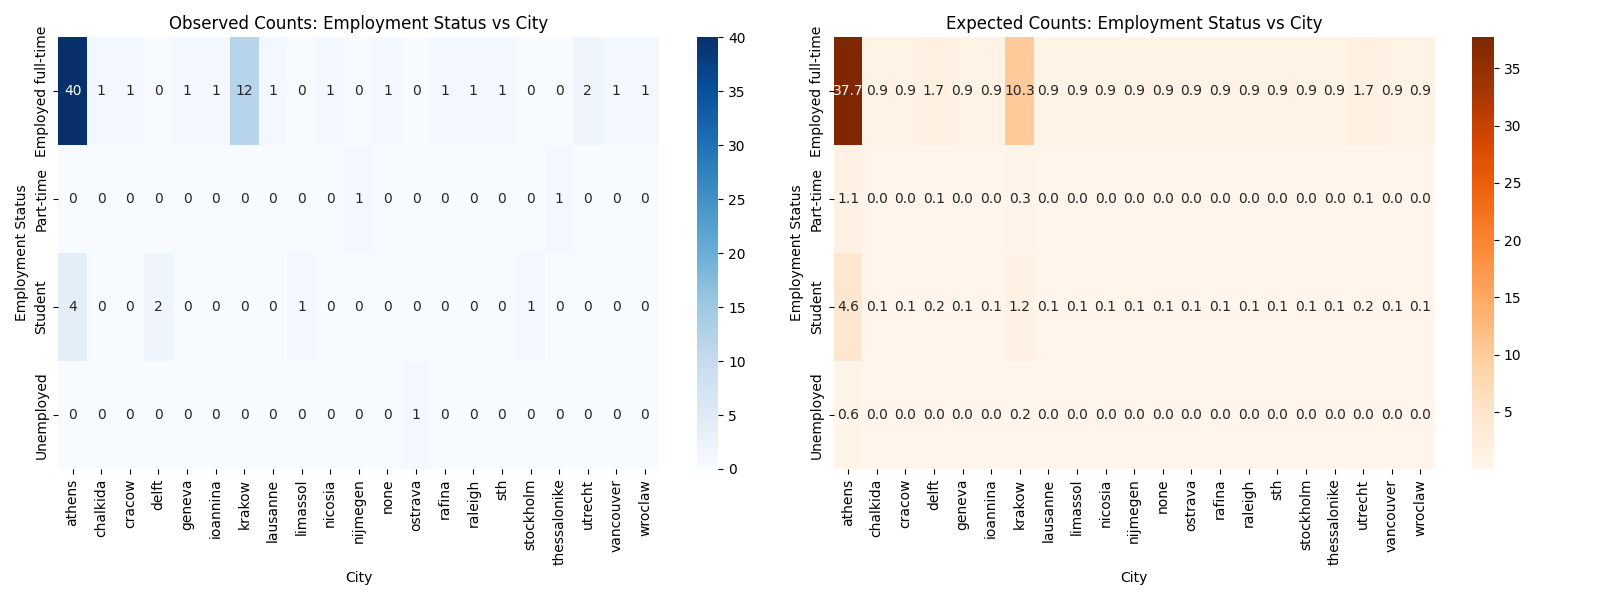 Observed Counts: Employment Status vs City
Employment Status
Employed full-time
40 1 1 0 1 1 12 1 0 1 0 1 0 1 1 1 0 0 2 1 1
Part-time
0 0 0 0 0 0 0 0 0 0 1 0 0 0 0 0 0 1 0 0 0
Student
4 0 0 2 0 0 0 0 1 0 0 0 0 0 0 0 1 0 0 0 0
Unemployed
0 0 0 0 0 0 0 0 0 0 0 0 1 0 0 0 0 0 0 0 0
athens chalkida cracow delft geneva ioannina krakow lausanne limassol nicosia nijmegen none ostrava rafina raleigh sth stockholm thessalonike utrecht vancouver wroclaw
City
40
35
30
25
20
15
10
5
0
Expected Counts: Employment Status vs City
Employment Status
Employed full-time
37.7 0.9 0.9 1.7 0.9 0.9 10.3 0.9 0.9 0.9 0.9 0.9 0.9 0.9 0.9 0.9 0.9 0.9 1.7 0.9 0.9
Part-time
1.1 0.0 0.0 0.1 0.0 0.0 0.3 0.0 0.0 0.0 0.0 0.0 0.0 0.0 0.0 0.0 0.0 0.0 0.1 0.0 0.0
Student
4.6 0.1 0.1 0.2 0.1 0.1 1.2 0.1 0.1 0.1 0.1 0.1 0.1 0.1 0.1 0.1 0.1 0.1 0.2 0.1 0.1
Unemployed
0.6 0.0 0.0 0.0 0.0 0.0 0.2 0.0 0.0 0.0 0.0 0.0 0.0 0.0 0.0 0.0 0.0 0.0 0.0 0.0 0.0
athens chalkida cracow delft geneva ioannina krakow lausanne limassol nicosia nijmegen none ostrava rafina raleigh sth stockholm thessalonike utrecht vancouver wroclaw
City
35
30
25
20
15
10
5